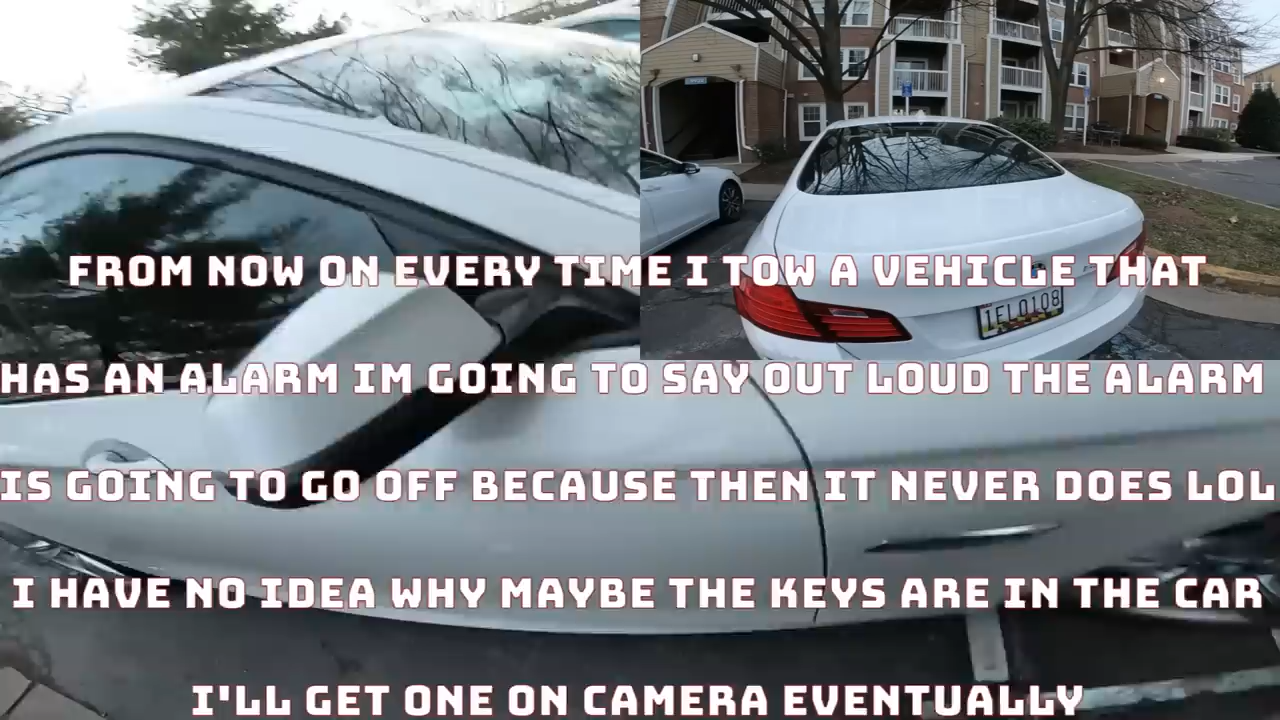 FROM NOW ON EVERY TIME I TOW A VEHICLE THAT
HAS AN ALARM IM GOING TO SAY OUT LOUD THE ALARM
IS GOING TO GO OFF BECAUSE THEN IT NEVER DOES LOL
I HAVE NO IDEA WHY MAYBE THE KEYS ARE IN THE CAR
I'LL GET ONE ON CAMERA EVENTUALLY
1EL0108